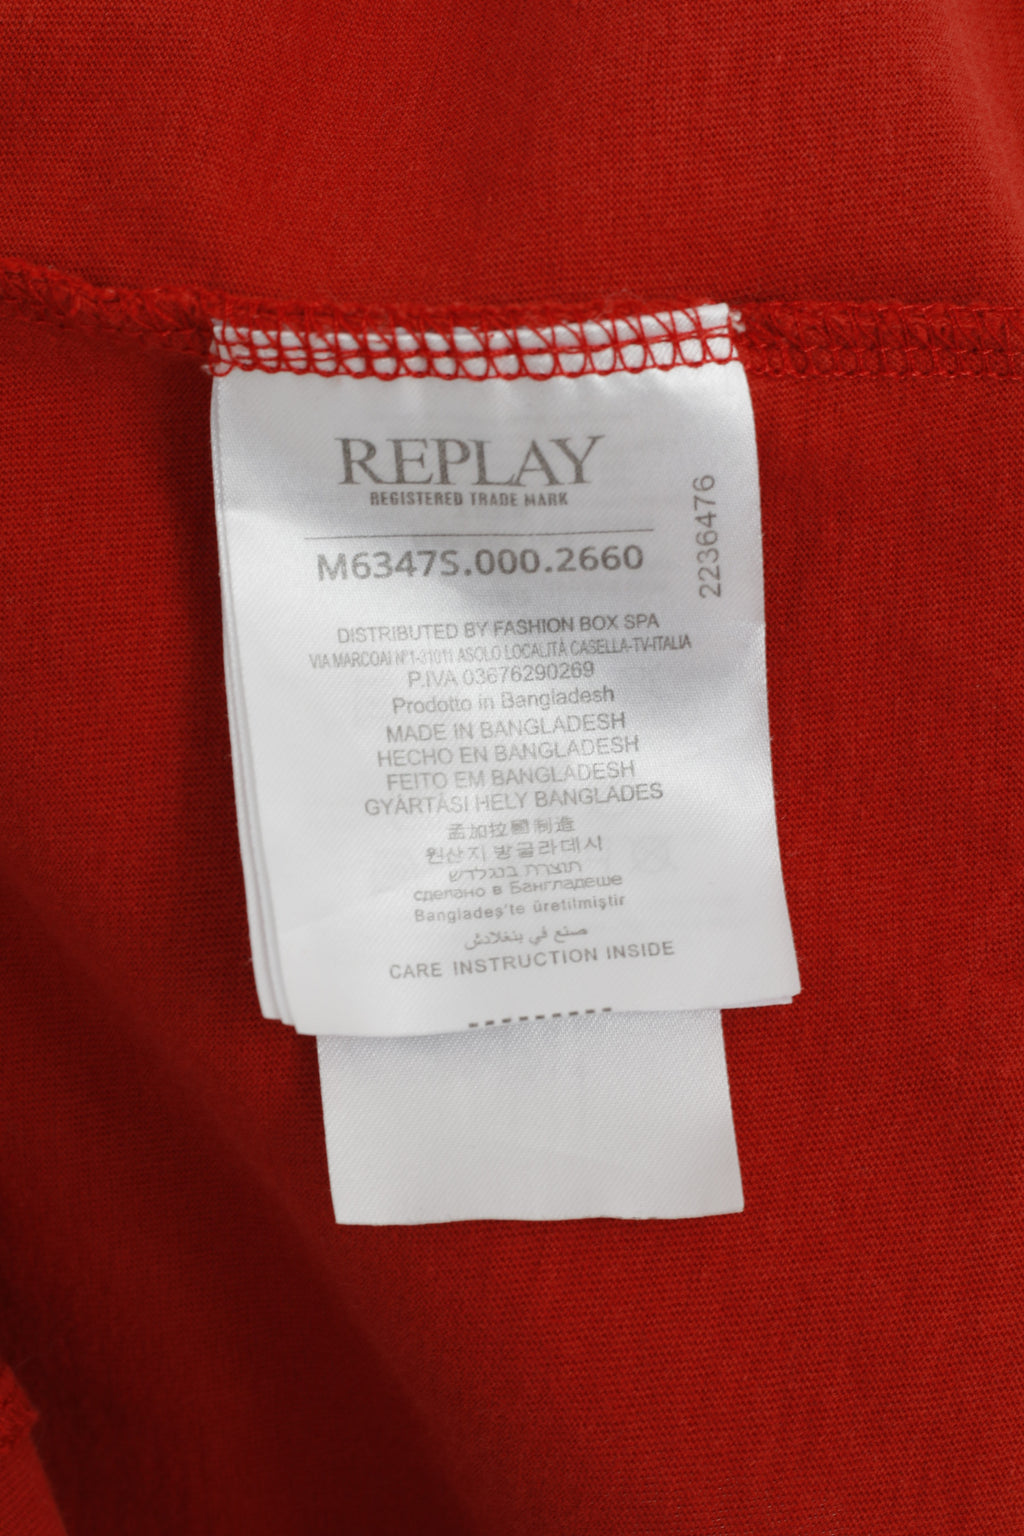 REPLAY
REGISTERED TRADE MARK
M6347S.000.2660
2236476
DISTRIBUTED BY FASHION BOX SPA
VIA MARCOAI N°1-31011 ASOLO LOCALITÀ CASELLA-TV-ITALIA
P.IVA 03676290269
Prodotto in Bangladesh
MADE IN BANGLADESH
HECHO EN BANGLADESH
FEITO EM BANGLADESH
GYÁRTÁSI HELY BANGLADES
孟加拉國制造
원산지 방글라데시
תוצרת בנגלדש
сделано в Бангладеше
Bangladeş'te üretilmiştir
صنع في بنغلادش
CARE INSTRUCTION INSIDE